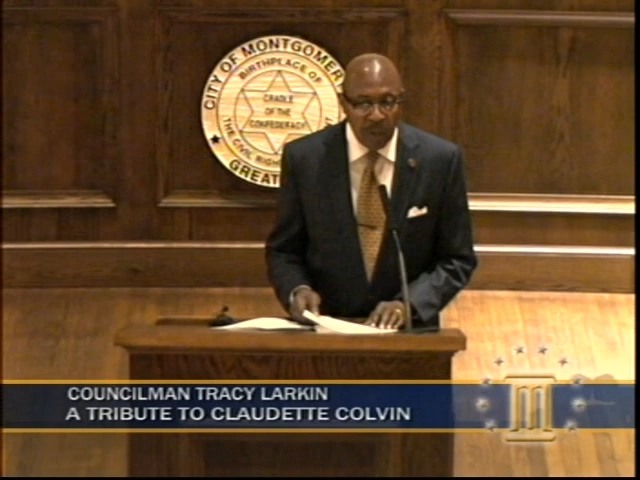 CITY OF MONTGOMER
BIRTHPLACE OF
CRADLE
OF THE
CONFEDERACY
THE CIVIL RIGH
GREAT
COUNCILMAN TRACY LARKIN
A TRIBUTE TO CLAUDETTE COLVIN
M